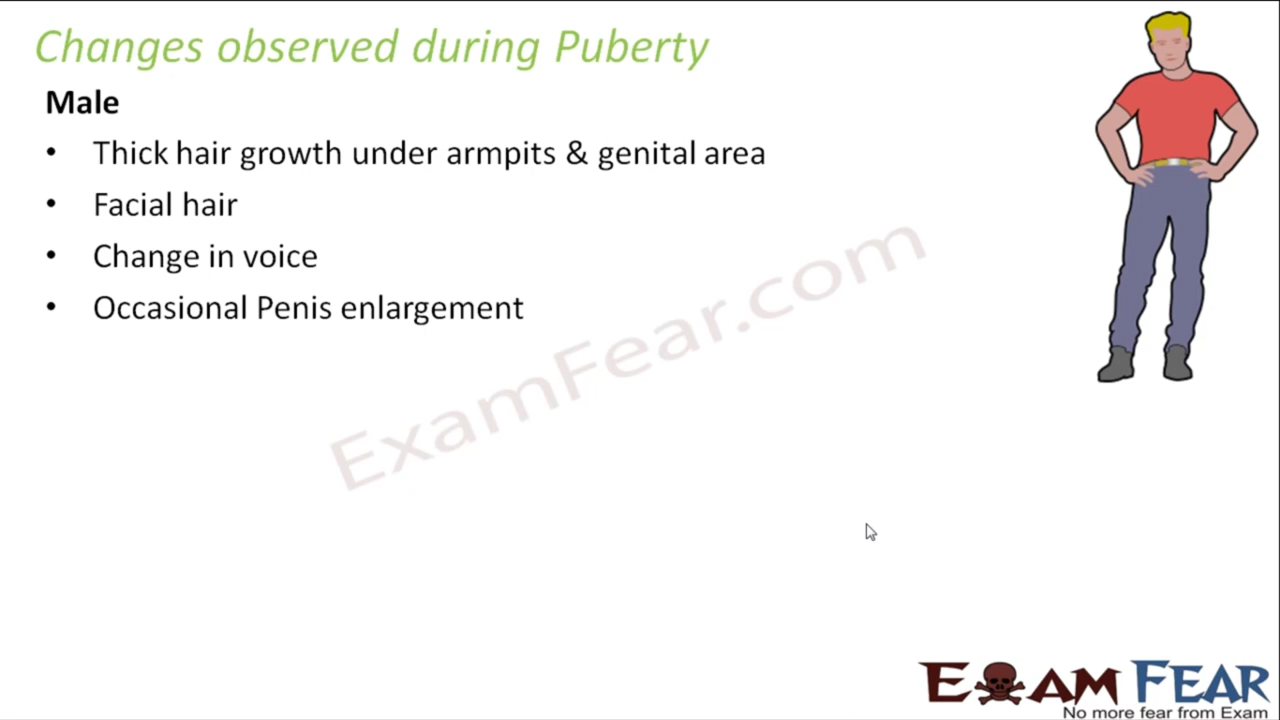 Changes observed during Puberty
Male
• Thick hair growth under armpits & genital area
• Facial hair
• Change in voice
• Occasional Penis enlargement
ExamFear.com
EXAM FEAR
No more fear from Exam